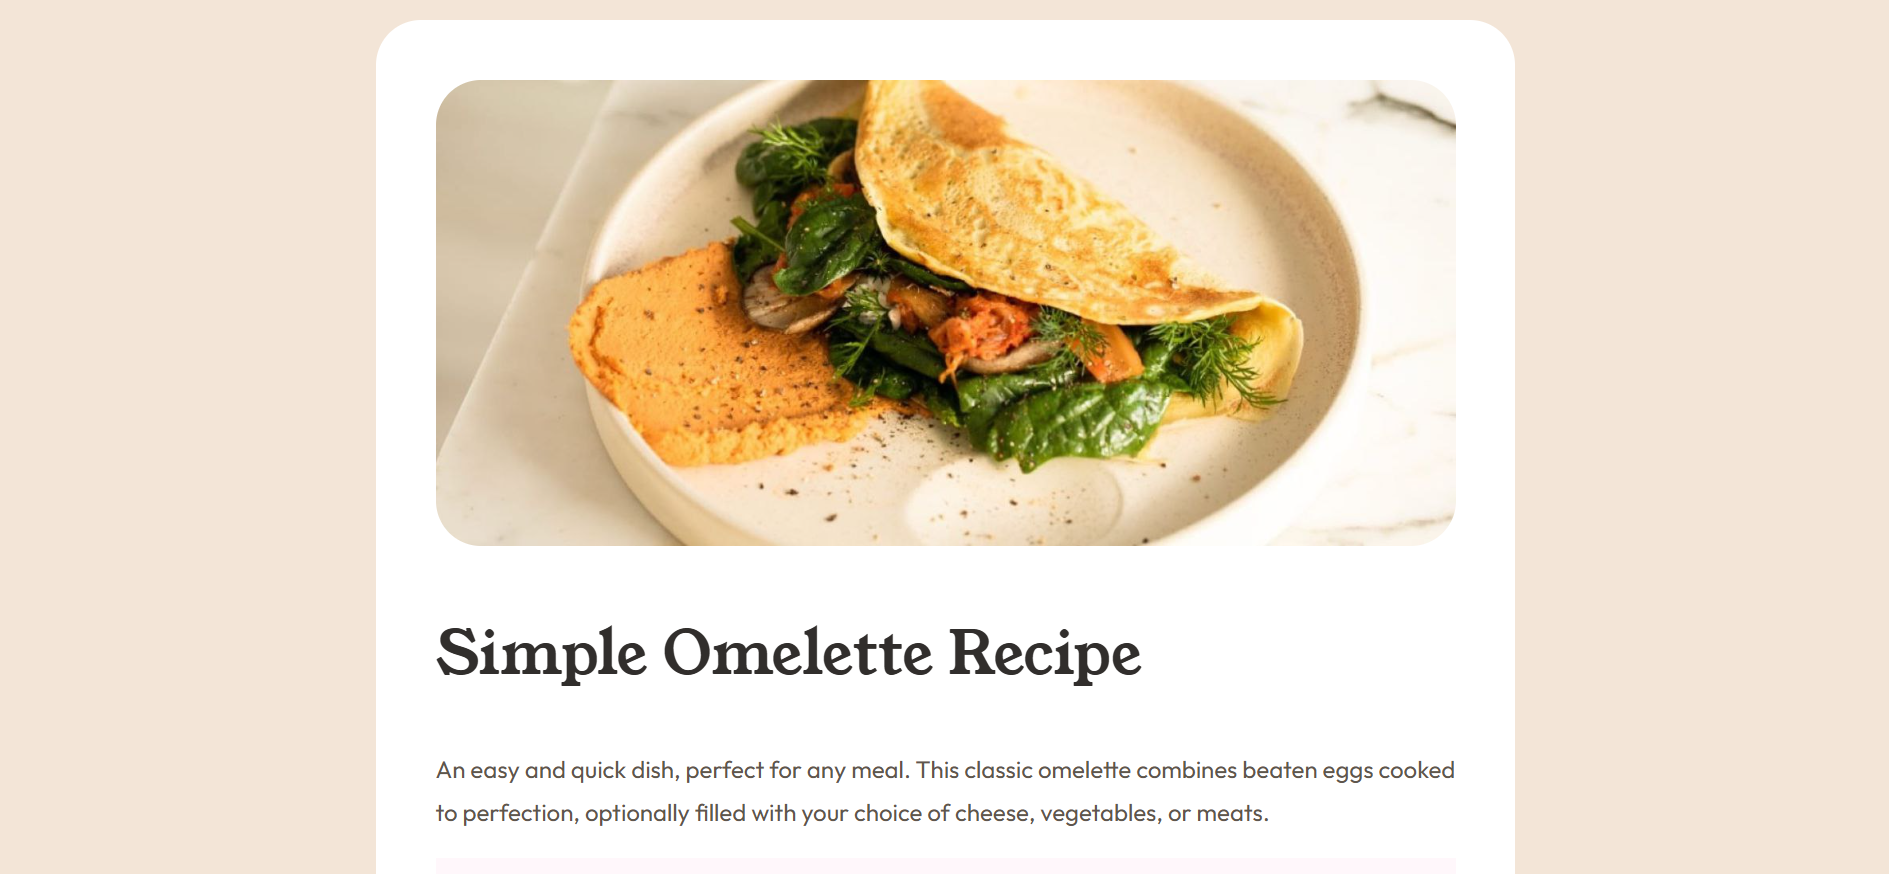 Simple Omelette Recipe
An easy and quick dish, perfect for any meal. This classic omelette combines beaten eggs cooked
to perfection, optionally filled with your choice of cheese, vegetables, or meats.